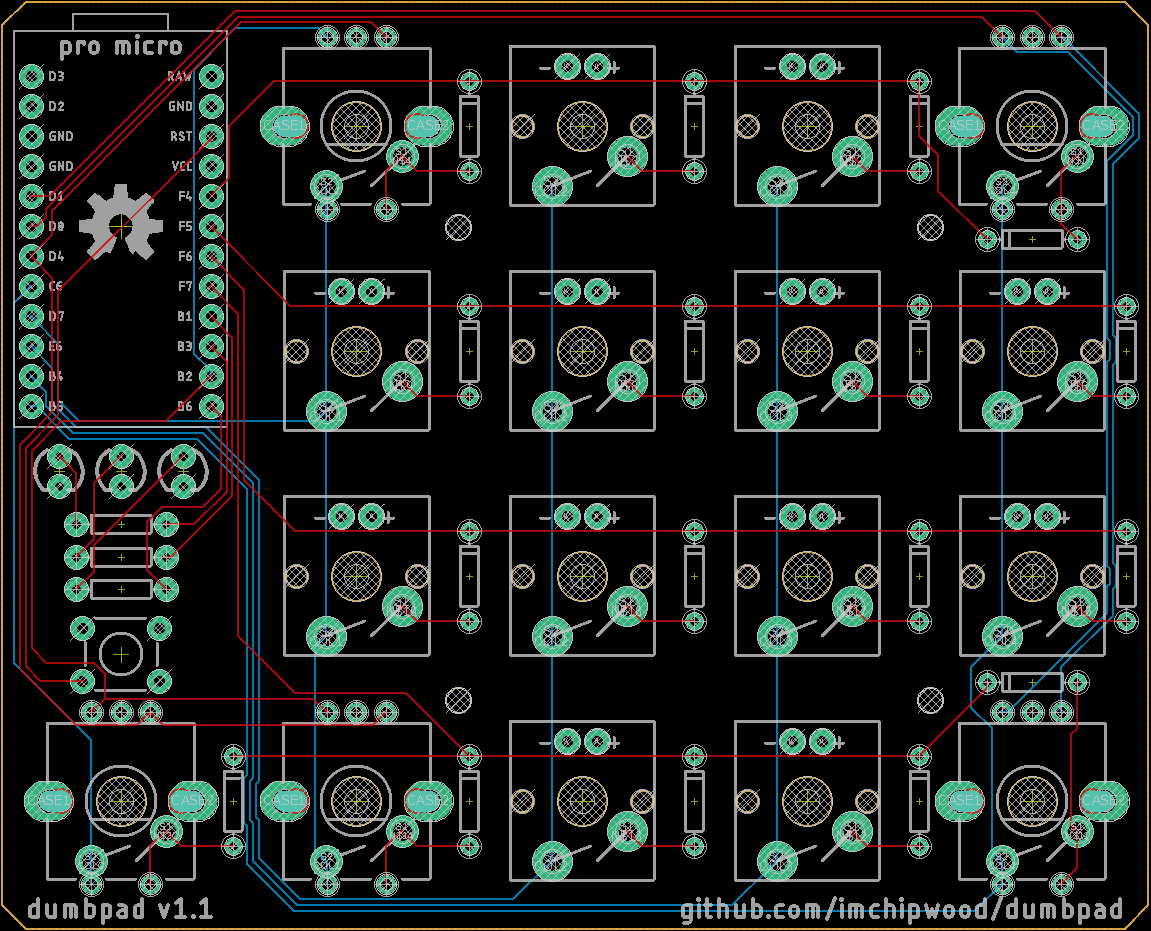 pro micro
D3 RAW
D2 GND
GND RST
GND VCC
D1 F4
D0 F5
D4 F6
C6 F7
D7 B1
E6 B3
B4 B2
B5 B6
- +
- +
CASE1 CASE2
CASE1 CASE2
- +
- +
- +
- +
- +
- +
- +
- +
- +
- +
CASE1 CASE2
CASE1 CASE2
CASE1 CASE2
dumbpad v1.1
github.com/imchipwood/dumbpad